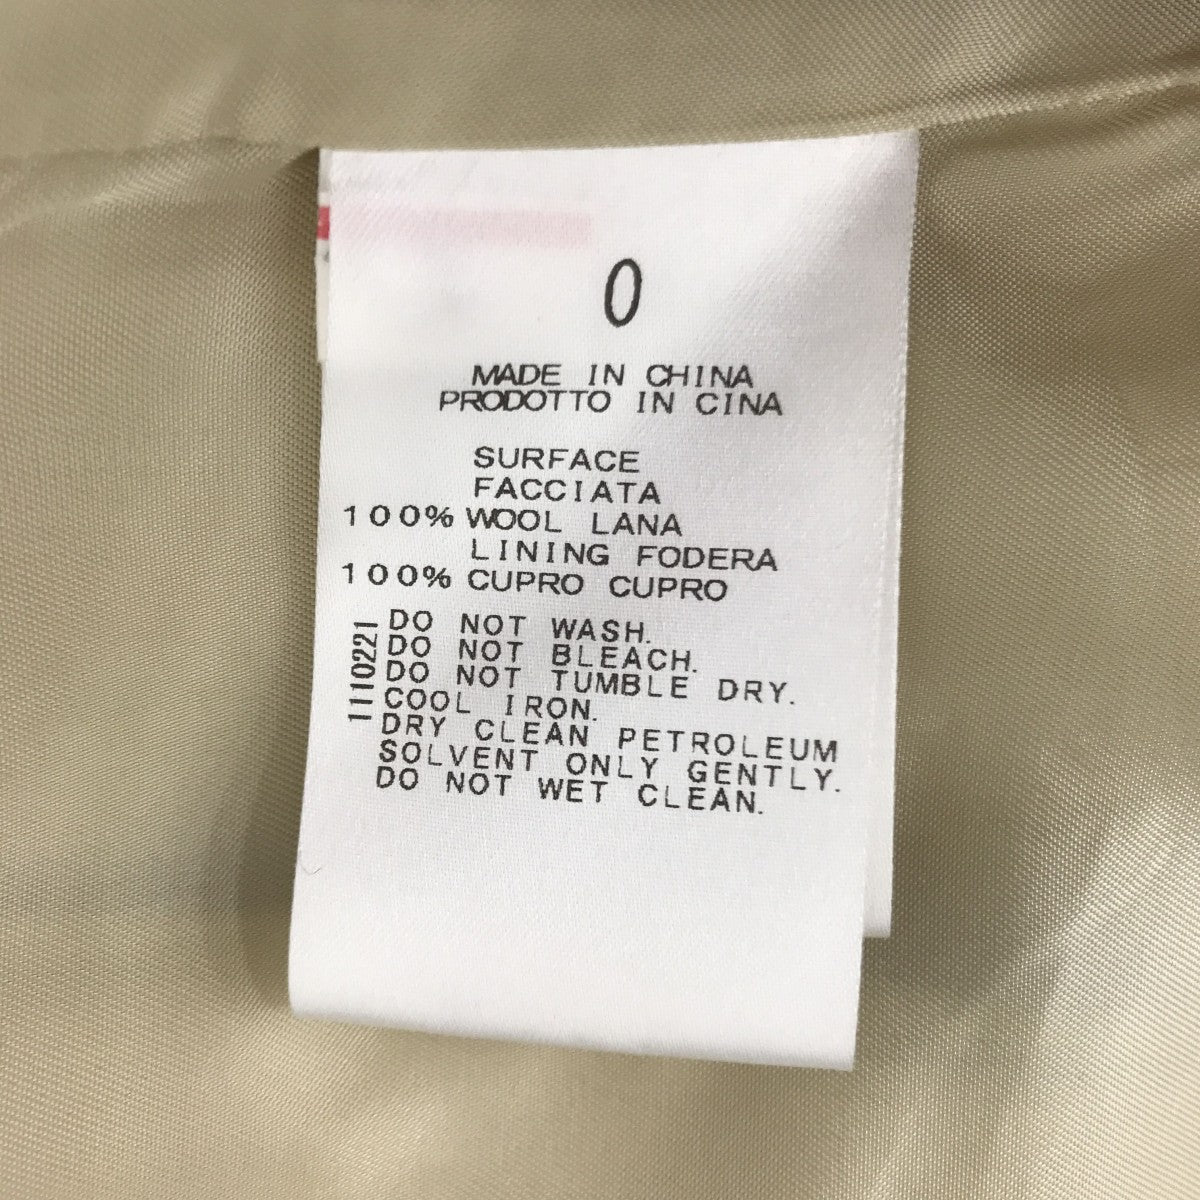 0
MADE IN CHINA
PRODOTTO IN CINA
SURFACE
FACCIATA
100% WOOL LANA
LINING FODERA
100% CUPRO CUPRO
1110221
DO NOT WASH.
DO NOT BLEACH.
DO NOT TUMBLE DRY.
COOL IRON.
DRY CLEAN PETROLEUM
SOLVENT ONLY GENTLY.
DO NOT WET CLEAN.